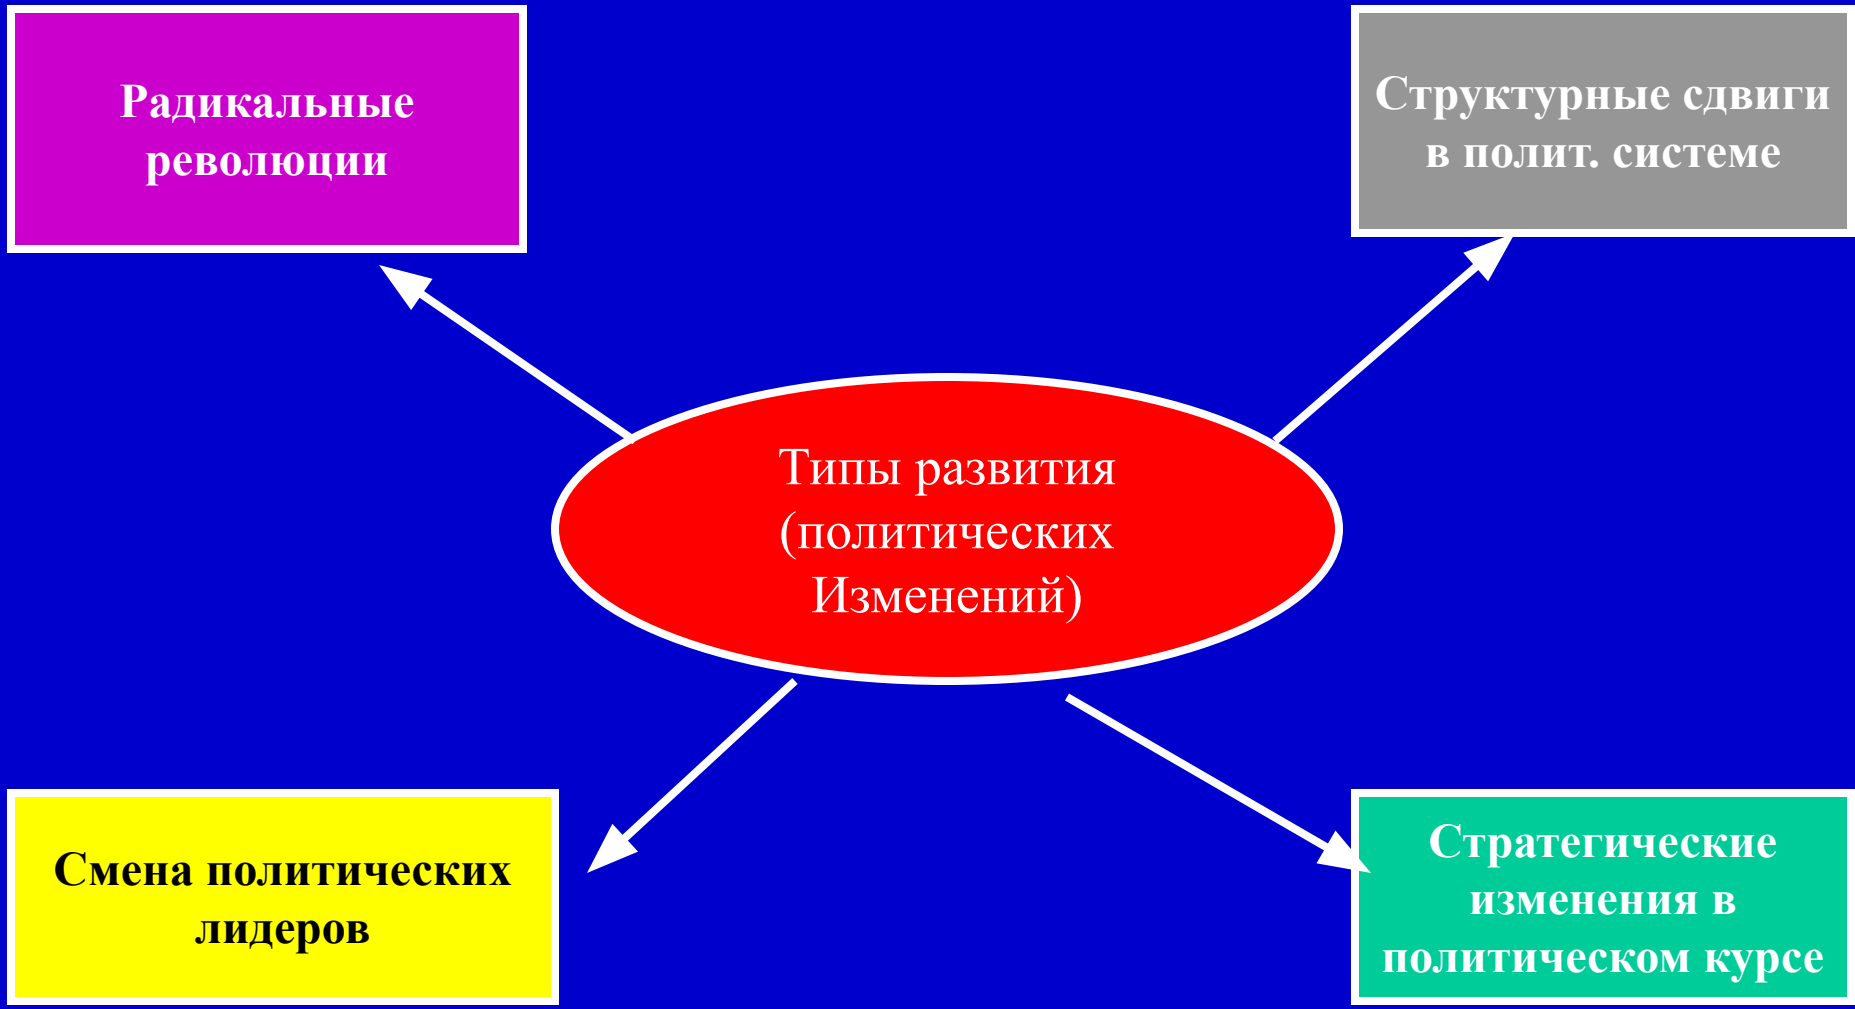 Радикальные
революции
Структурные сдвиги
в полит. системе
Типы развития
(политических
Изменений)
Смена политических
лидеров
Стратегические
изменения в
политическом курсе